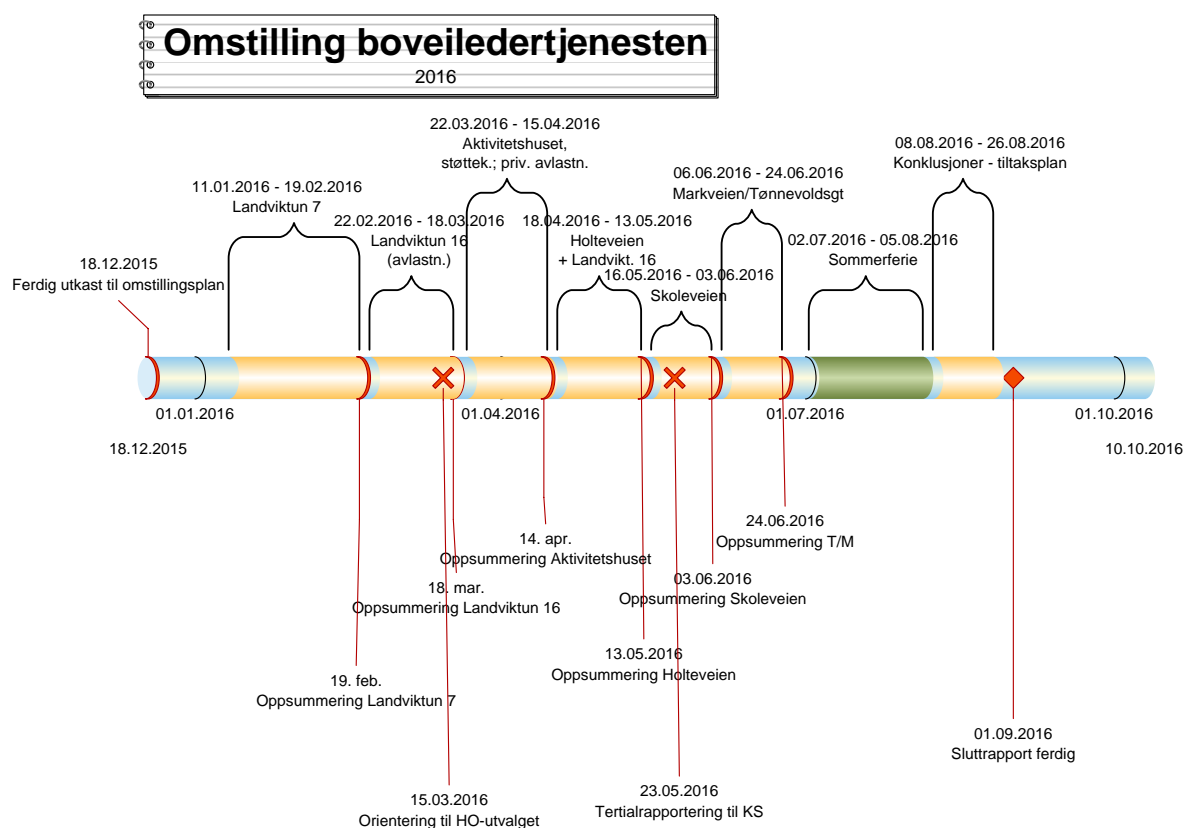 Omstilling boveiledertjenesten
2016
22.03.2016 - 15.04.2016
Aktivitetshuset,
støttek.; priv. avlastn.
08.08.2016 - 26.08.2016
Konklusjoner - tiltaksplan
06.06.2016 - 24.06.2016
Markveien/Tønnevoldsgt
11.01.2016 - 19.02.2016
Landviktun 7
22.02.2016 - 18.03.2016
Landviktun 16
(avlastn.)
18.04.2016 - 13.05.2016
Holteveien
+ Landvikt. 16
02.07.2016 - 05.08.2016
Sommerferie
18.12.2015
Ferdig utkast til omstillingsplan
16.05.2016 - 03.06.2016
Skoleveien
01.01.2016
01.04.2016
01.07.2016
01.10.2016
18.12.2015
10.10.2016
24.06.2016
Oppsummering T/M
14. apr.
Oppsummering Aktivitetshuset
03.06.2016
Oppsummering Skoleveien
18. mar.
Oppsummering Landviktun 16
13.05.2016
Oppsummering Holteveien
19. feb.
Oppsummering Landviktun 7
01.09.2016
Sluttrapport ferdig
23.05.2016
Tertialrapportering til KS
15.03.2016
Orientering til HO-utvalget